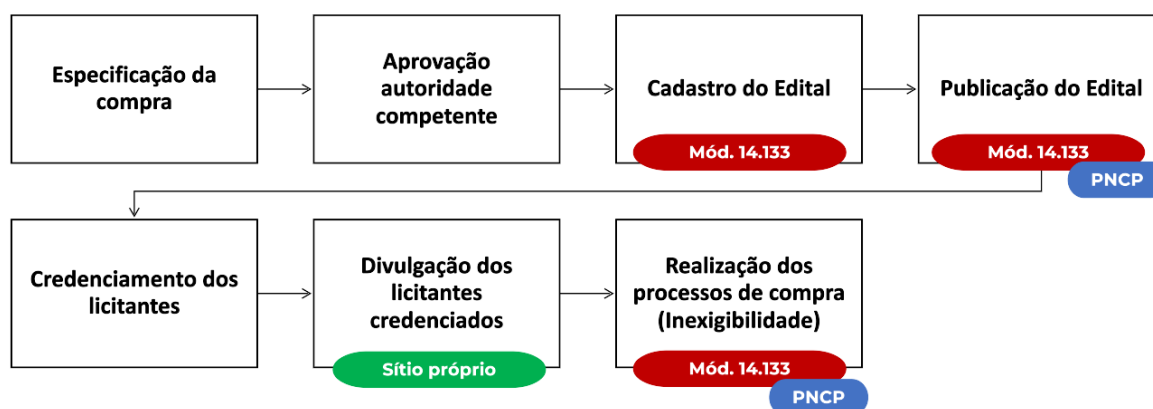 Especificação da
compra
Aprovação
autoridade
competente
Cadastro do Edital
Mód. 14.133
Publicação do Edital
Mód. 14.133
PNCP
Credenciamento dos
licitantes
Divulgação dos
licitantes
credenciados
Sítio próprio
Realização dos
processos de compra
(Inexigibilidade)
Mód. 14.133
PNCP